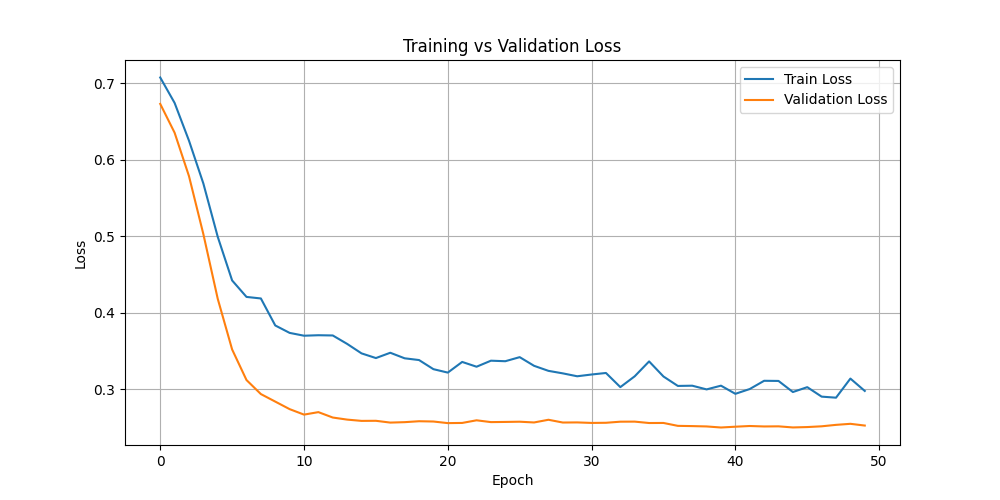 Training vs Validation Loss
Train Loss
Validation Loss
0.7
0.6
0.5
0.4
0.3
Loss
0 10 20 30 40 50
Epoch